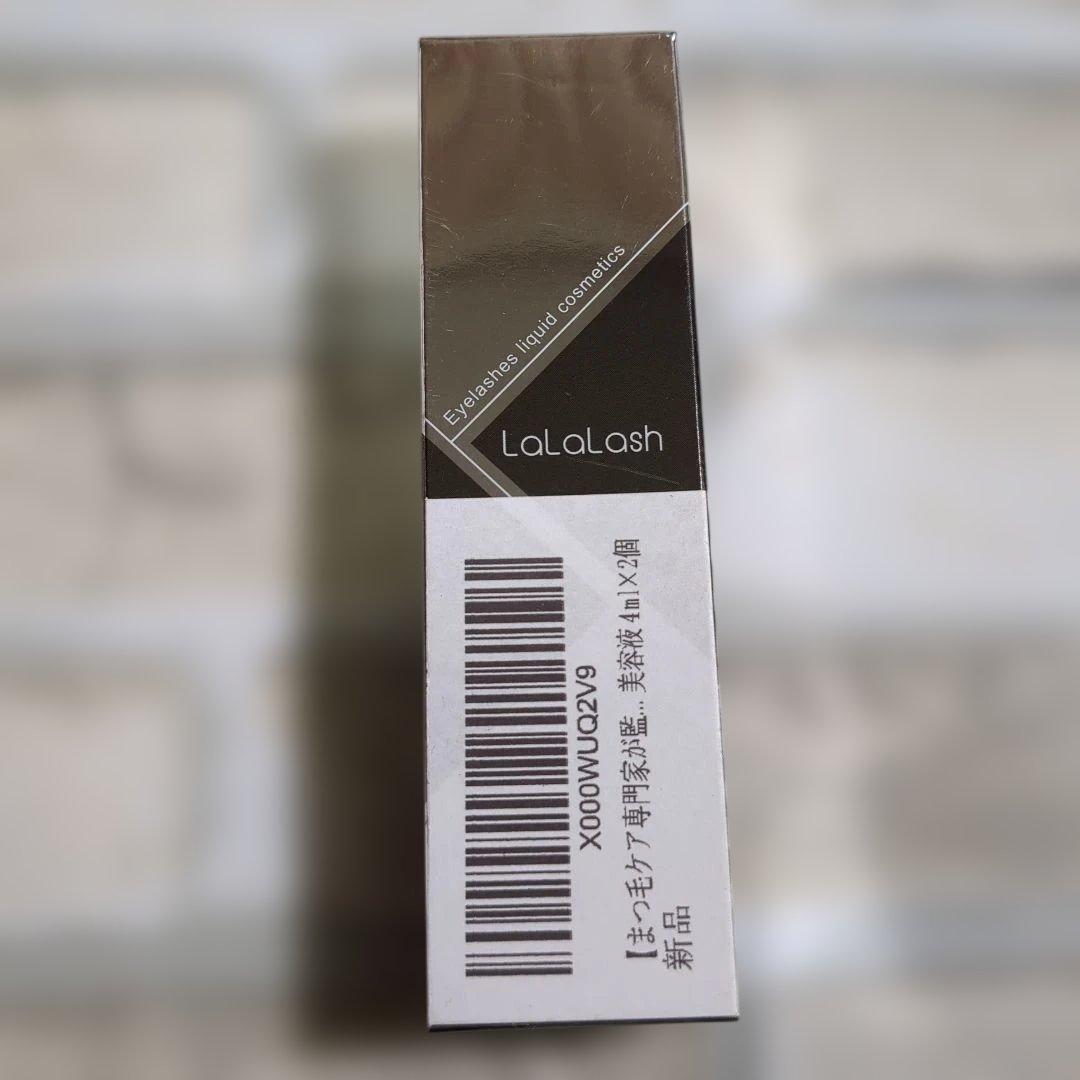 Eyelashes liquid cosmetics
LaLaLash
X000WUQ2V9
【まつ毛ケア専門家が監... 美容液 4ml×2個
新品